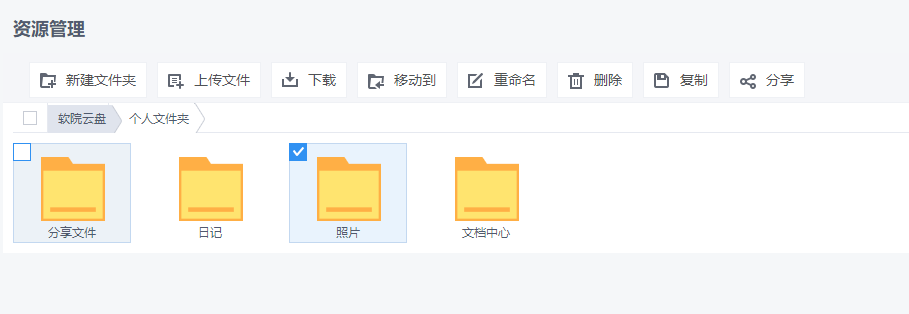 资源管理
新建文件夹 上传文件 下载 移动到 重命名 删除 复制 分享
软院云盘 个人文件夹
分享文件 日记 照片 文档中心